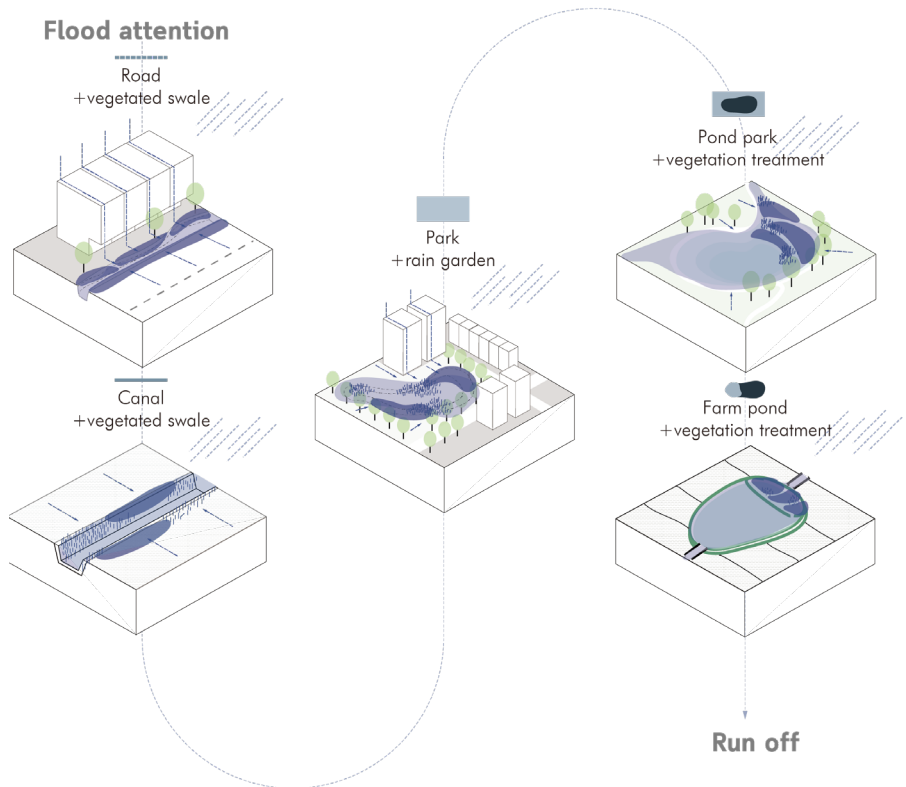 Flood attention
Road
+vegetated swale
Canal
+vegetated swale
Park
+rain garden
Pond park
+vegetation treatment
Farm pond
+vegetation treatment
Run off